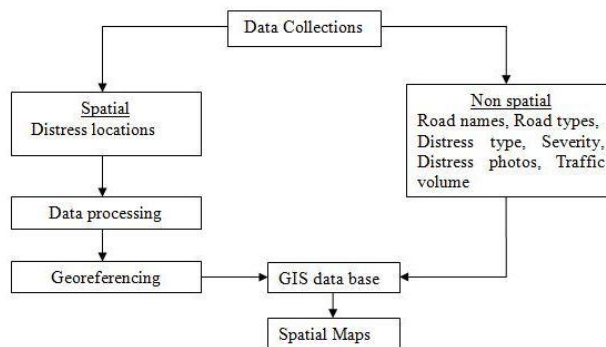 Data Collections
Spatial
Distress locations
Non spatial
Road names, Road types,
Distress type, Severity,
Distress photos, Traffic
volume
Data processing
Georeferencing
GIS data base
Spatial Maps